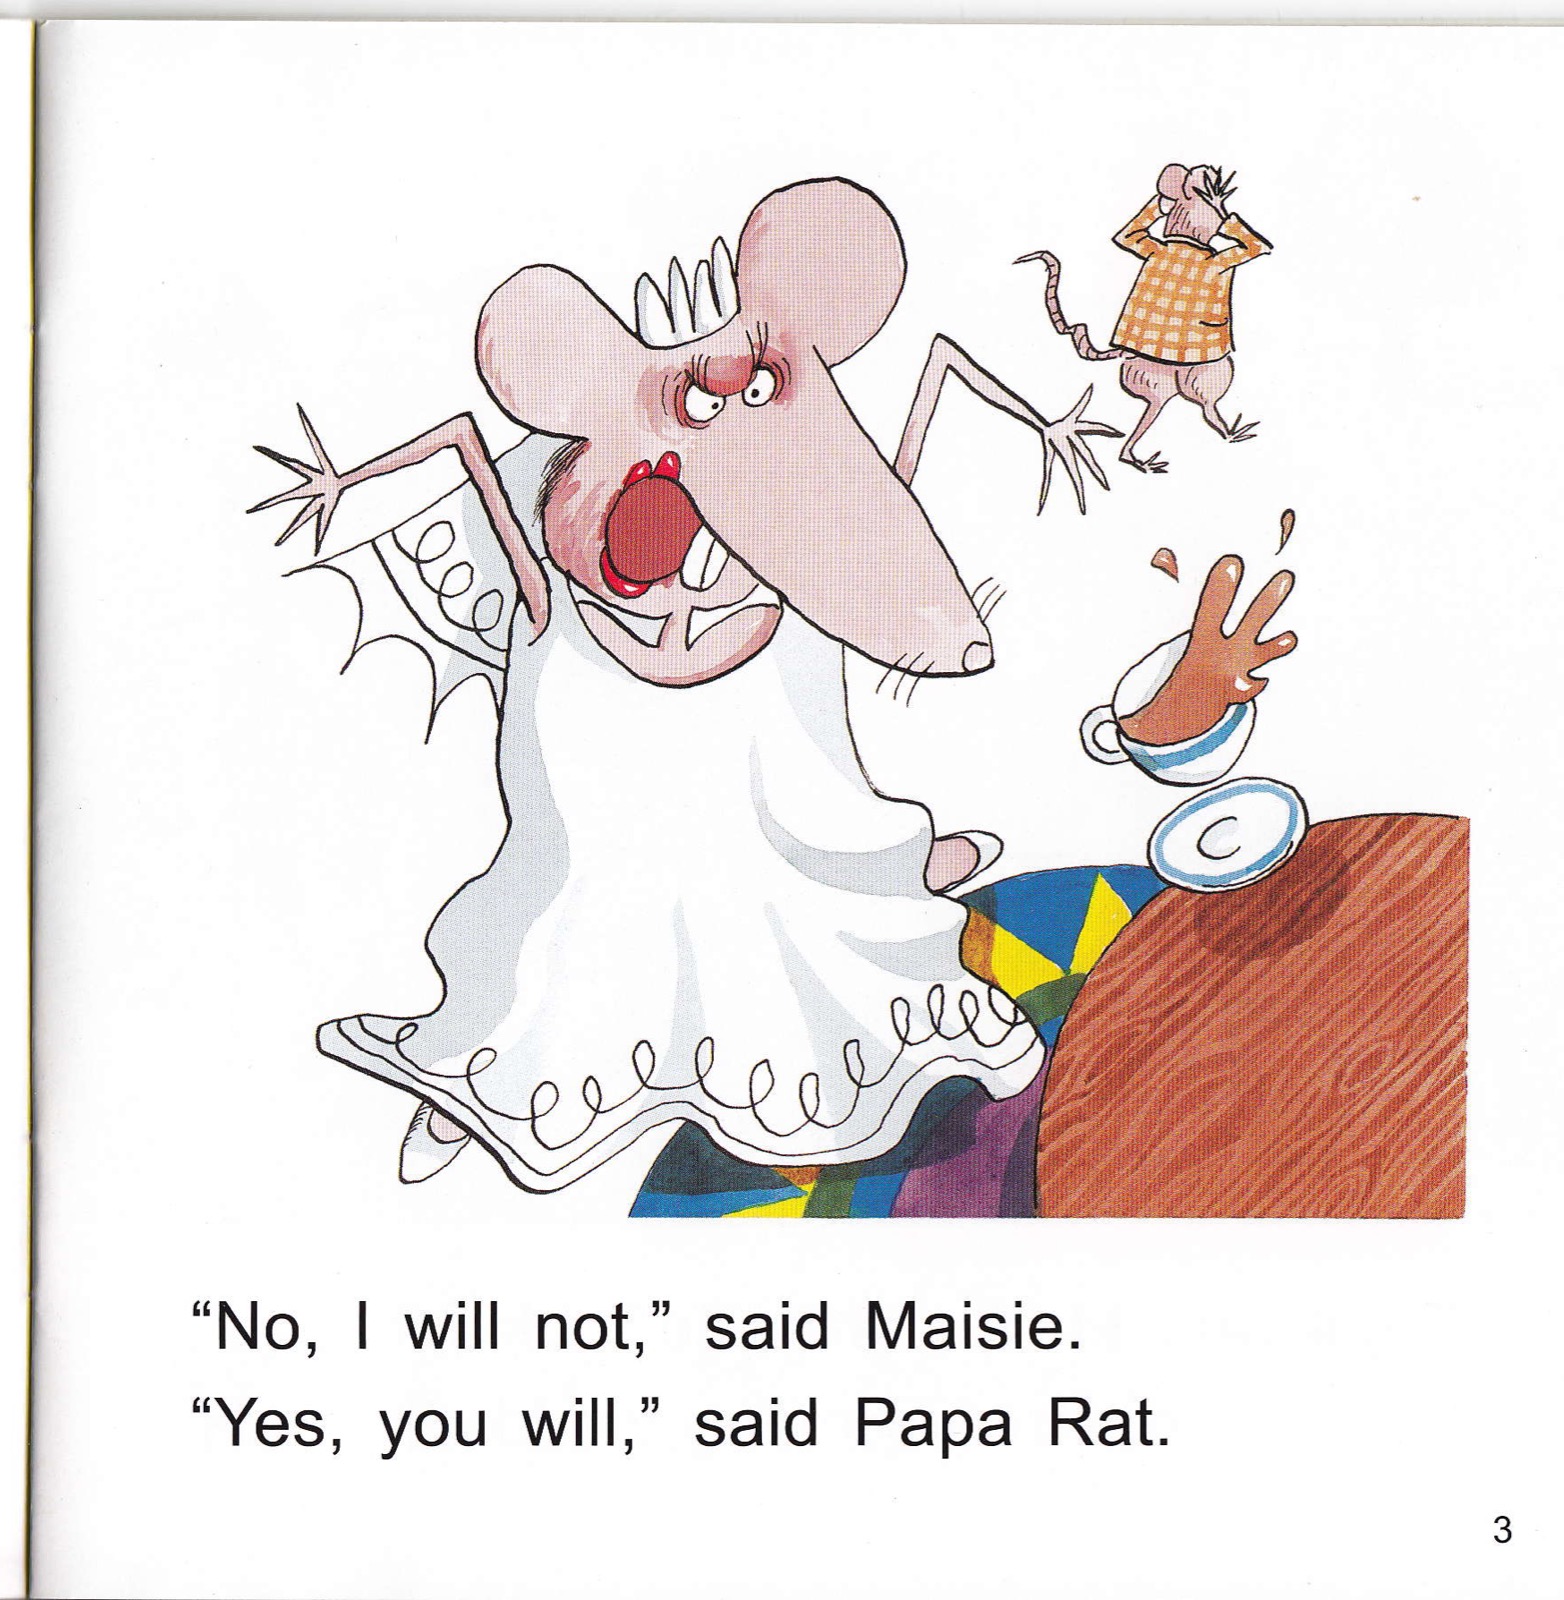 “No, I will not,” said Maisie.
“Yes, you will,” said Papa Rat.
3